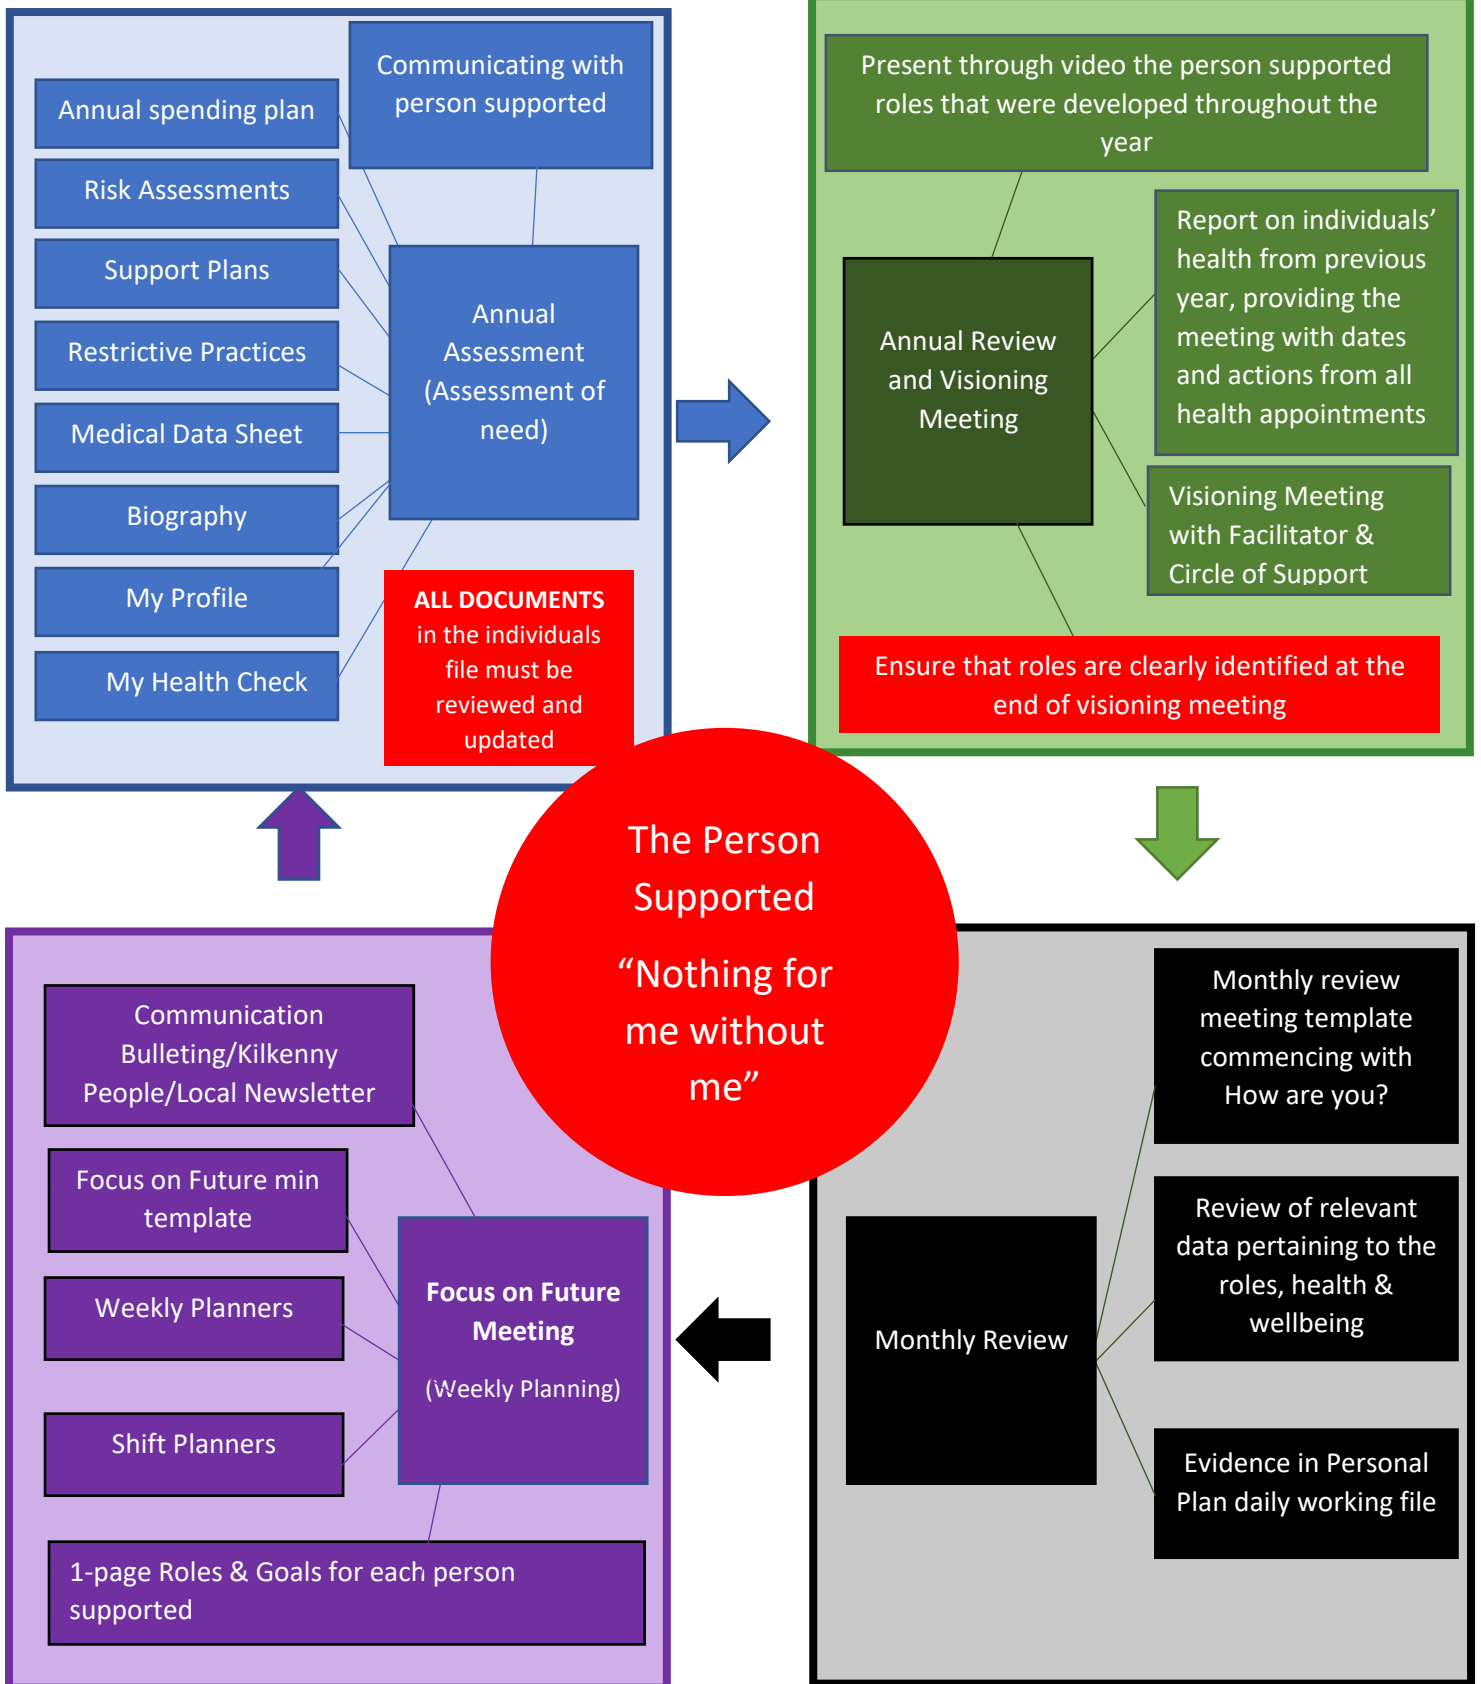 Communicating with
person supported
Annual spending plan
Risk Assessments
Support Plans
Restrictive Practices
Medical Data Sheet
Biography
My Profile
My Health Check
Annual
Assessment
(Assessment of
need)
ALL DOCUMENTS
in the individuals
file must be
reviewed and
updated
Present through video the person supported
roles that were developed throughout the
year
Annual Review
and Visioning
Meeting
Report on individuals’
health from previous
year, providing the
meeting with dates
and actions from all
health appointments
Visioning Meeting
with Facilitator &
Circle of Support
Ensure that roles are clearly identified at the
end of visioning meeting
The Person
Supported
“Nothing for
me without
me”
Communication
Bulleting/Kilkenny
People/Local Newsletter
Focus on Future min
template
Weekly Planners
Shift Planners
Focus on Future
Meeting
(Weekly Planning)
1-page Roles & Goals for each person
supported
Monthly review
meeting template
commencing with
How are you?
Review of relevant
data pertaining to the
roles, health &
wellbeing
Monthly Review
Evidence in Personal
Plan daily working file